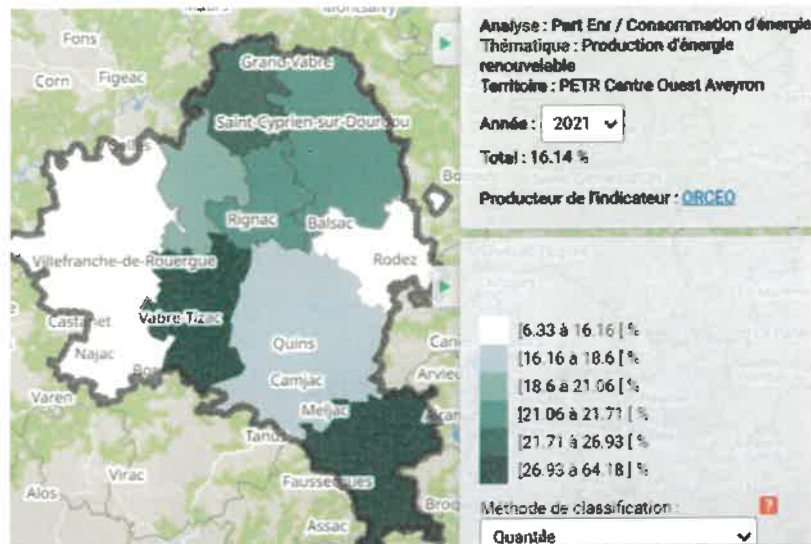 Montsalvy
Fons
Grand-Vabre
Corn
Figeac
Saint-Cyprien-sur-Dourdou
Rignac
Balsac
Villefranche-de-Rouergue
Rodez
Vabre Tizac
Castanet
Quins
Najac
Camjac
Varen
Meljac
Virac
Alos
Assac
Analyse : Part Enr / Consommation d'énergie
Thématique : Production d'énergie
renouvelable
Territoire : PETR Centre Ouest Aveyron
Année : 2021
Total : 16.14 %
Producteur de l'indicateur : ORCEO
[6.33 à 16.16 [ %
[16.16 à 18.6 [ %
[18.6 à 21.06 [ %
[21.06 à 21.71 [ %
[21.71 à 26.93 [ %
[26.93 à 64.18] %
Méthode de classification :
?
Quantile